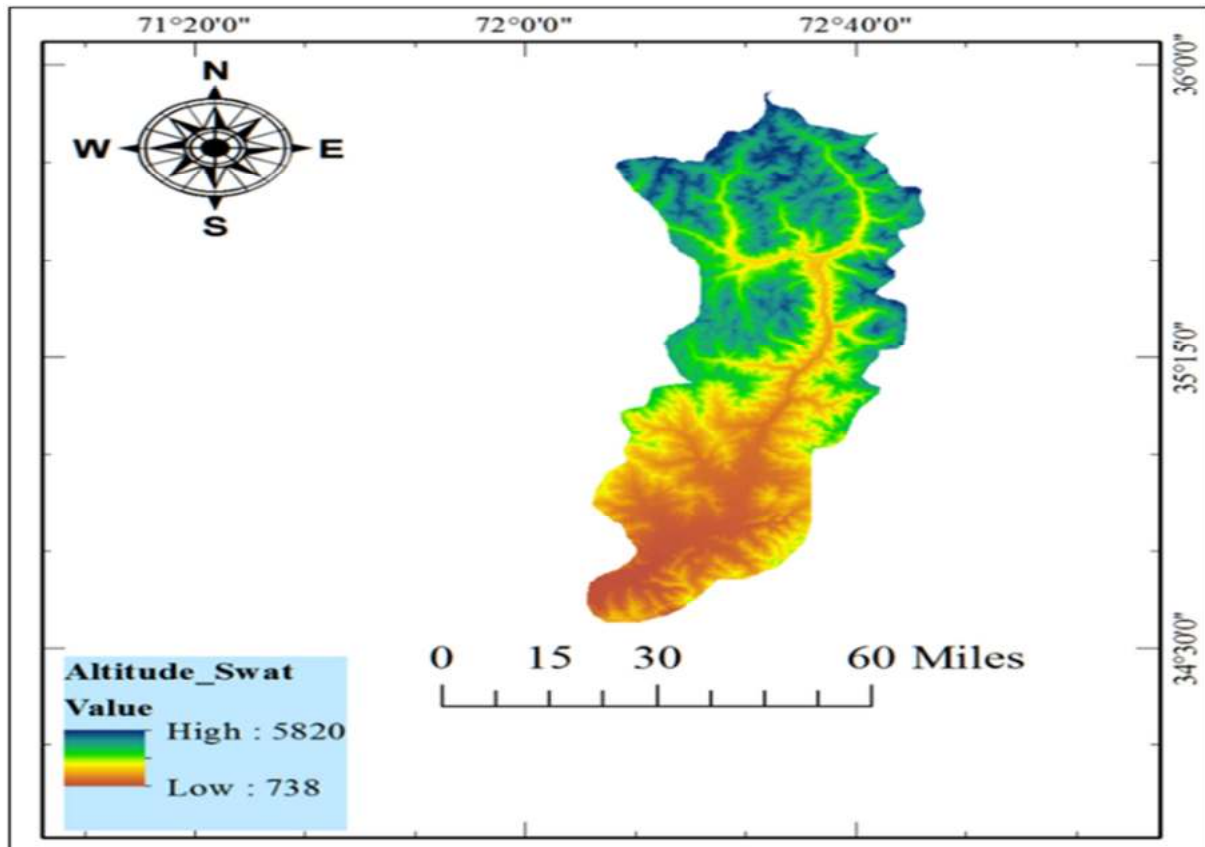 71°20'0"
72°0'0"
72°40'0"
N
W
E
S
36°0'0"
35°15'0"
34°30'0"
0
15
30
60 Miles
Altitude_Swat
Value
High : 5820
Low : 738